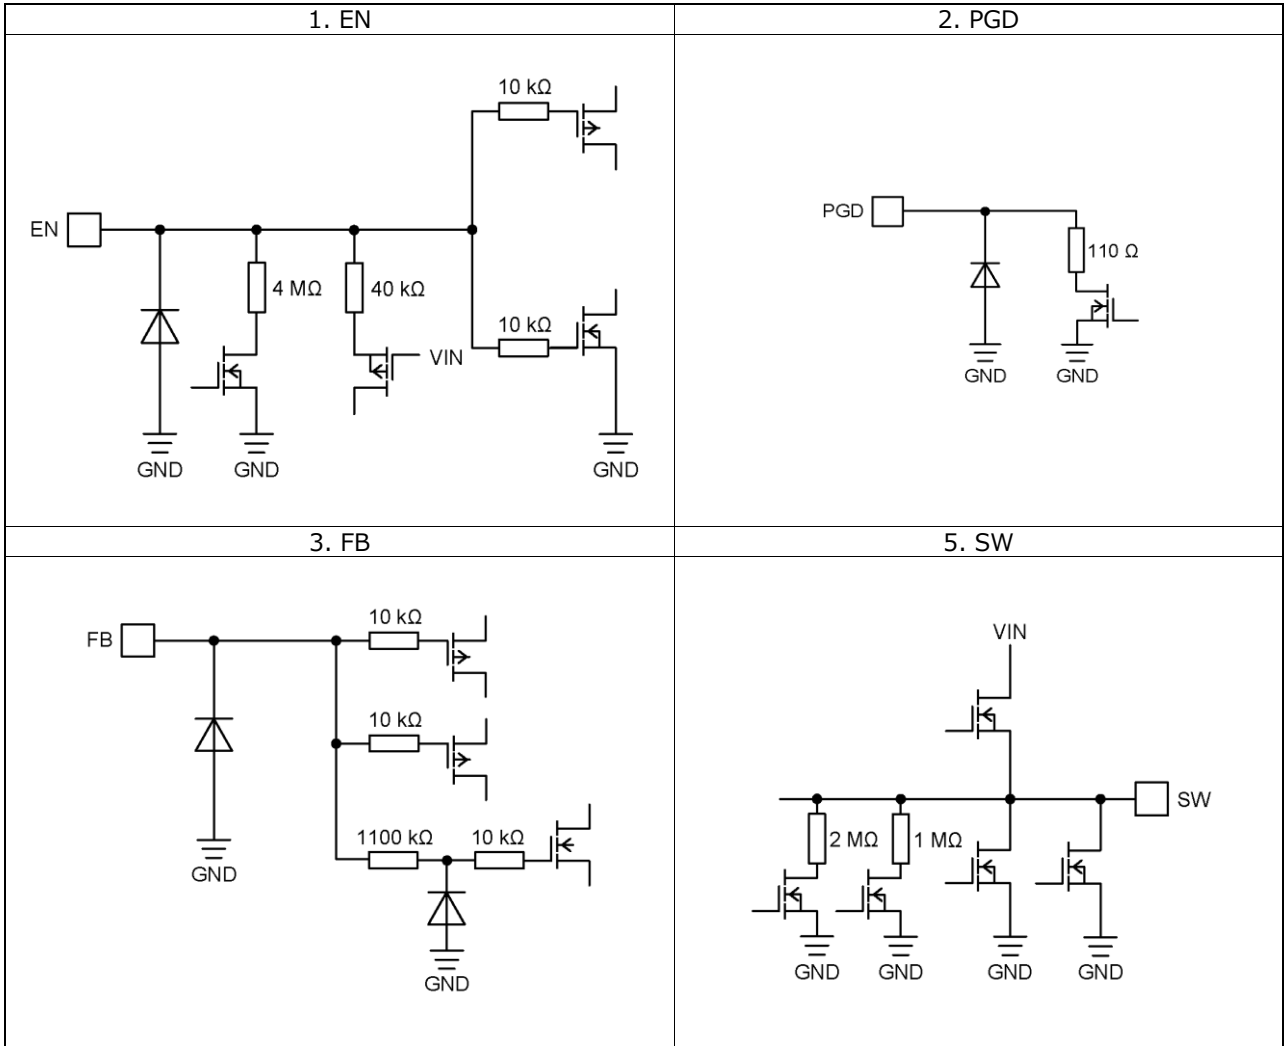 1. EN
2. PGD
10 kΩ
EN
4 MΩ
40 kΩ
10 kΩ
VIN
GND
GND
GND
PGD
110 Ω
GND
GND
3. FB
5. SW
10 kΩ
FB
10 kΩ
1100 kΩ
10 kΩ
GND
GND
VIN
SW
2 MΩ
1 MΩ
GND
GND
GND
GND